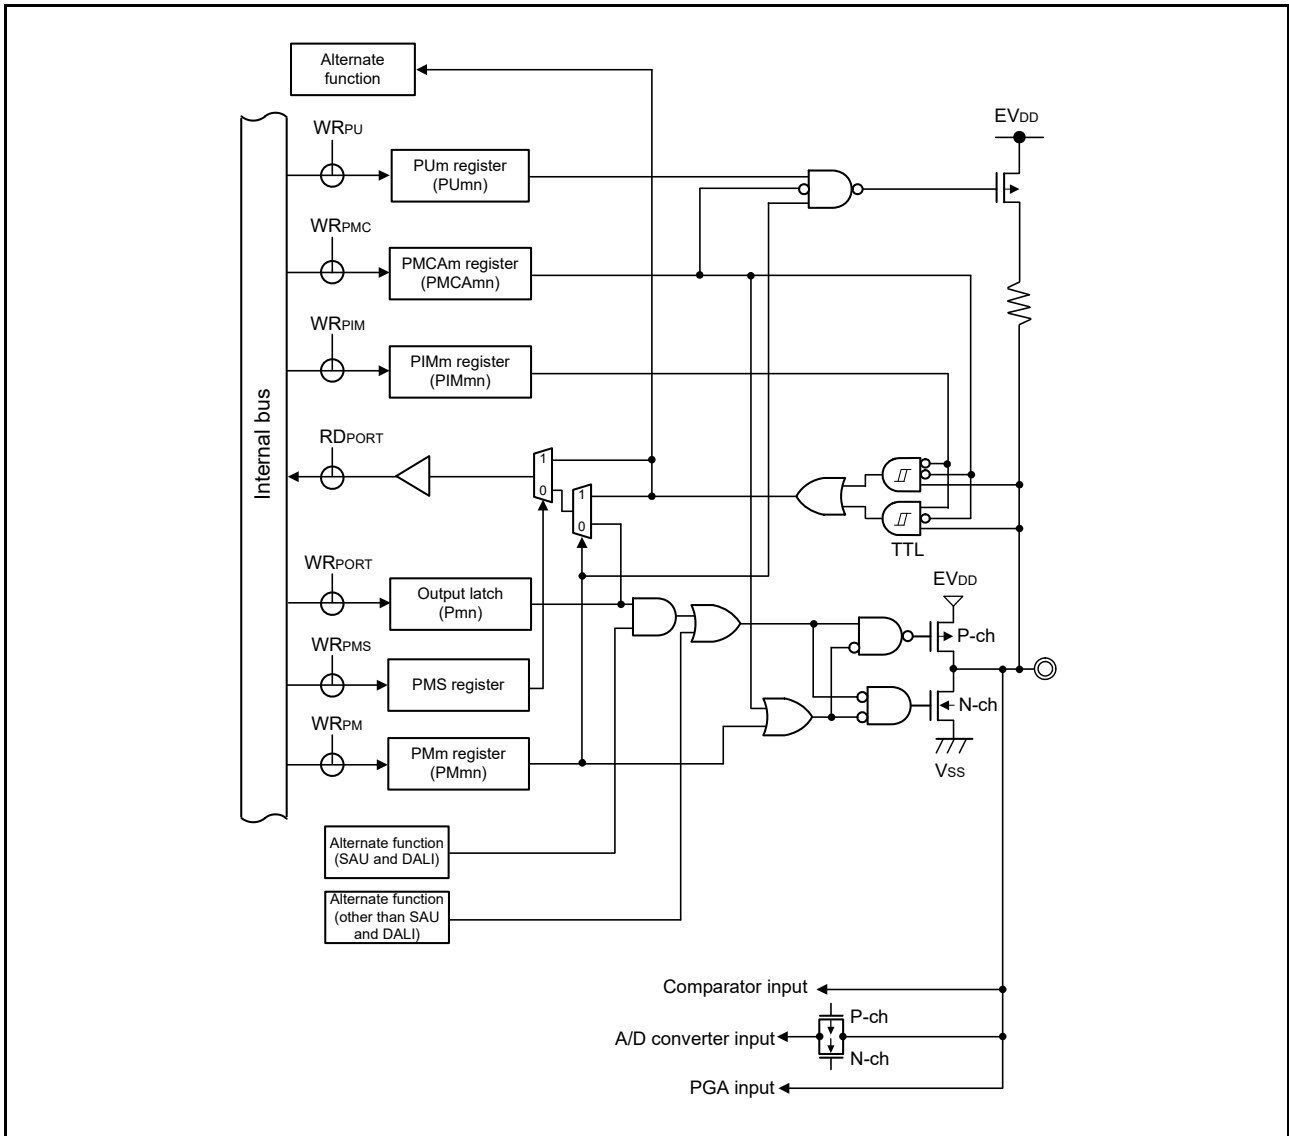 Alternate
function
EVDD
WRPU
PUm register
(PUmn)
WRPMC
PMCAm register
(PMCAmn)
WRPIM
PIMm register
(PIMmn)
Internal bus
RDPORT
1
0
1
0
TTL
WRPORT
Output latch
(Pmn)
EVDD
P-ch
WRPMS
PMS register
N-ch
WRPM
PMm register
(PMmn)
VSS
Alternate function
(SAU and DALI)
Alternate function
(other than SAU
and DALI)
Comparator input
P-ch
A/D converter input
N-ch
PGA input